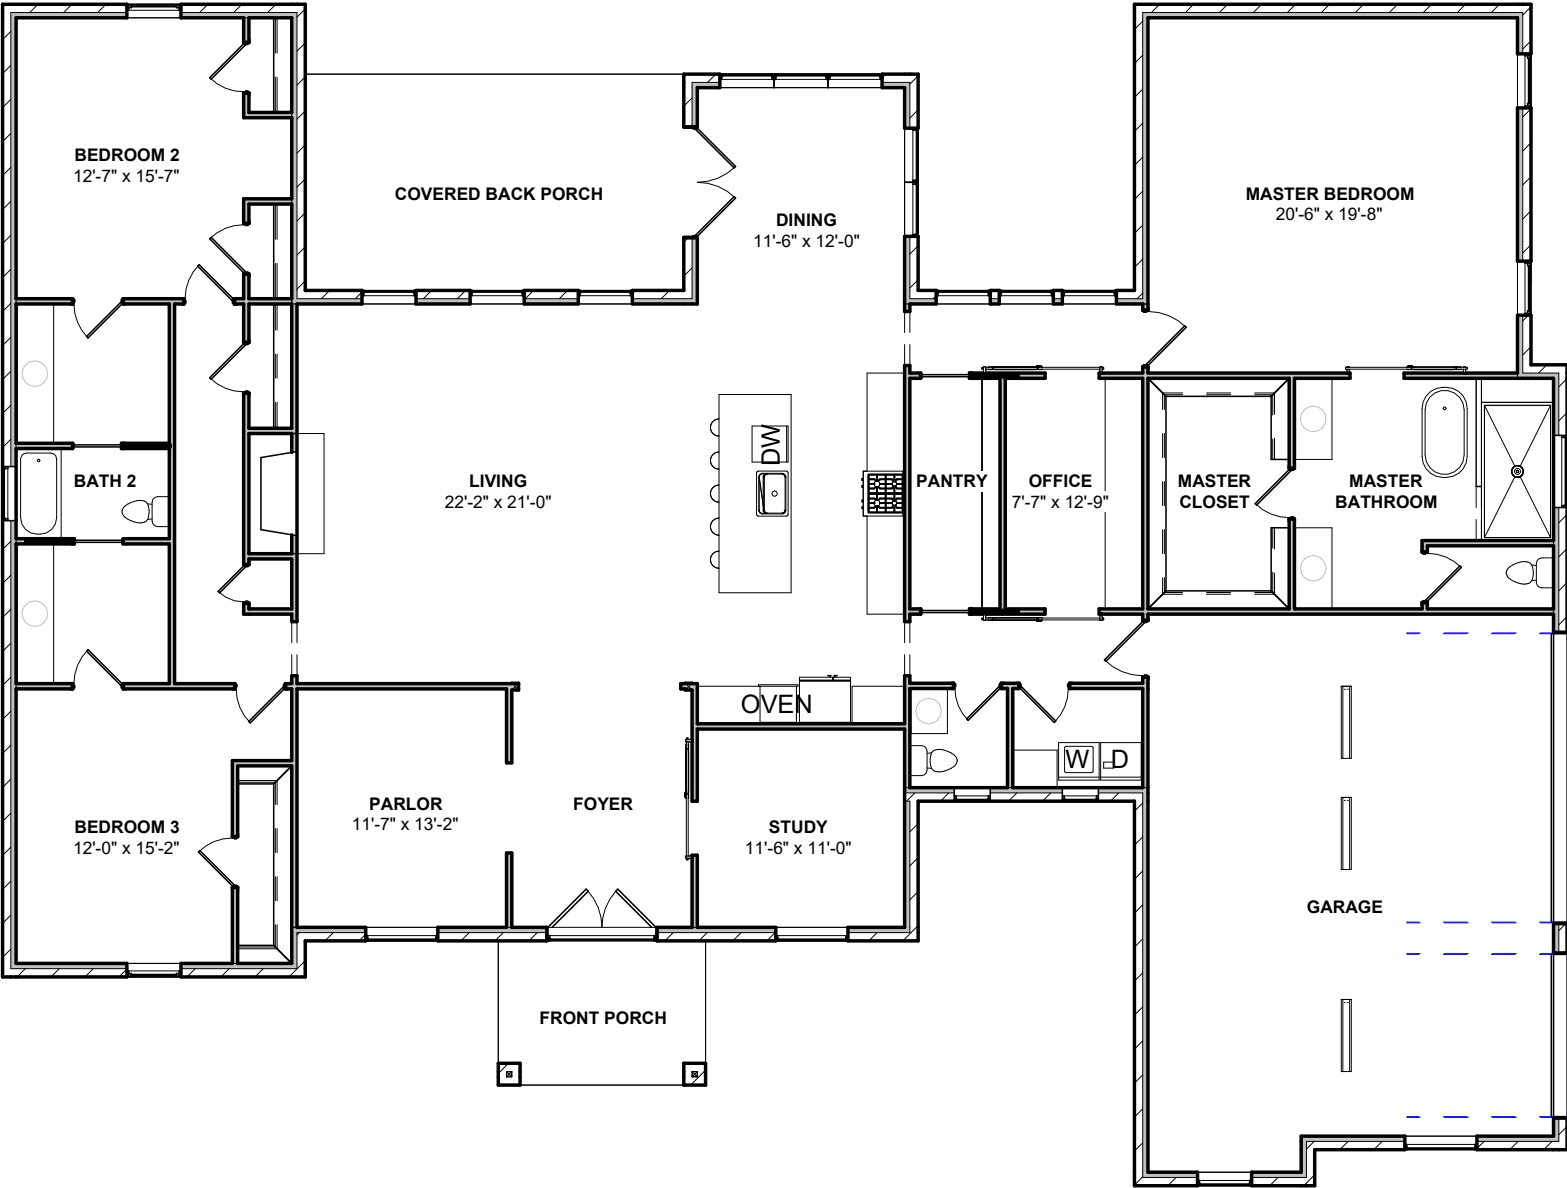 BEDROOM 2
12'-7" x 15'-7"
COVERED BACK PORCH
DINING
11'-6" x 12'-0"
MASTER BEDROOM
20'-6" x 19'-8"
BATH 2
LIVING
22'-2" x 21'-0"
DW
PANTRY
OFFICE
7'-7" x 12'-9"
MASTER
CLOSET
MASTER
BATHROOM
OVEN
W
D
BEDROOM 3
12'-0" x 15'-2"
PARLOR
11'-7" x 13'-2"
FOYER
STUDY
11'-6" x 11'-0"
GARAGE
FRONT PORCH